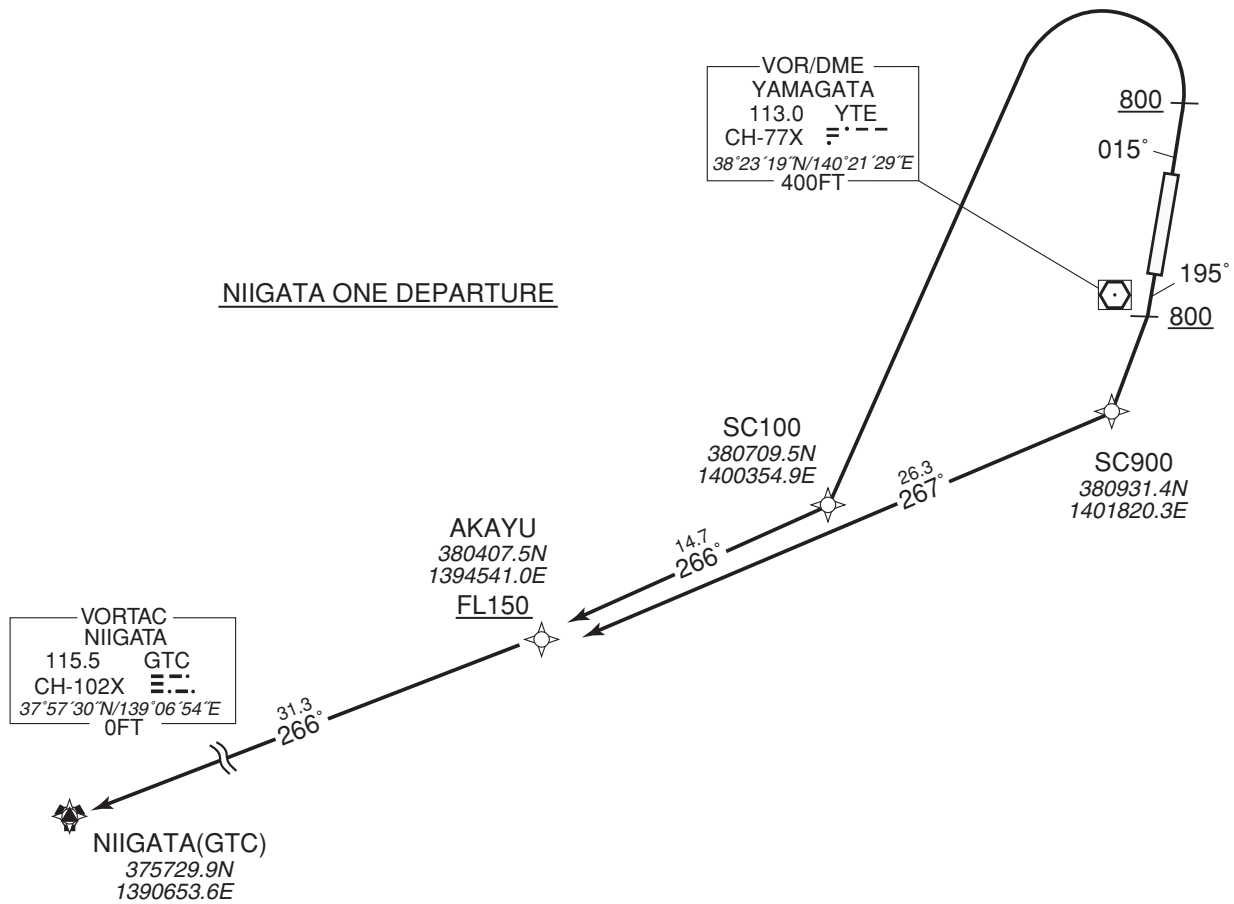 VOR/DME
YAMAGATA
113.0 YTE
CH-77X
38°23´19˝N/140°21´29˝E
400FT
800
015°
195°
800
NIIGATA ONE DEPARTURE
SC100
380709.5N
1400354.9E
SC900
380931.4N
1401820.3E
26.3
267°
14.7
266°
AKAYU
380407.5N
1394541.0E
FL150
VORTAC
NIIGATA
115.5 GTC
CH-102X
37°57´30˝N/139°06´54˝E
0FT
31.3
266°
NIIGATA(GTC)
375729.9N
1390653.6E